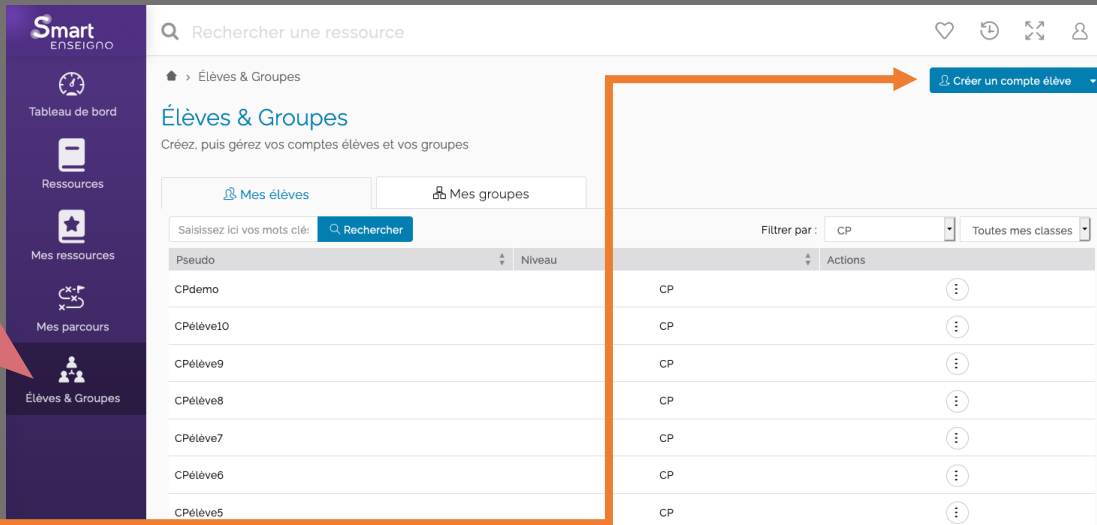 Smart
ENSEIGNO
Rechercher une ressource
Tableau de bord
Ressources
Mes ressources
Mes parcours
Élèves & Groupes
> Élèves & Groupes
Créer un compte élève
Élèves & Groupes
Créez, puis gérez vos comptes élèves et vos groupes
Mes élèves Mes groupes
Saisissez ici vos mots clé: Rechercher Filtrer par : CP Toutes mes classes
Pseudo Niveau Actions
CPdemo CP
CPélève10 CP
CPélève9 CP
CPélève8 CP
CPélève7 CP
CPélève6 CP
CPélève5 CP